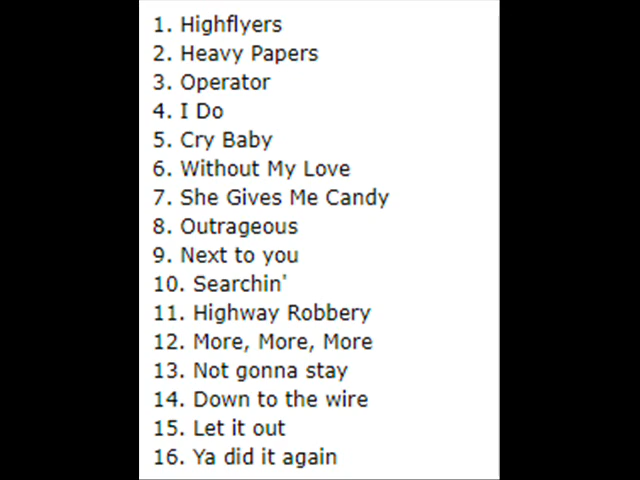 1. Highflyers
2. Heavy Papers
3. Operator
4. I Do
5. Cry Baby
6. Without My Love
7. She Gives Me Candy
8. Outrageous
9. Next to you
10. Searchin'
11. Highway Robbery
12. More, More, More
13. Not gonna stay
14. Down to the wire
15. Let it out
16. Ya did it again